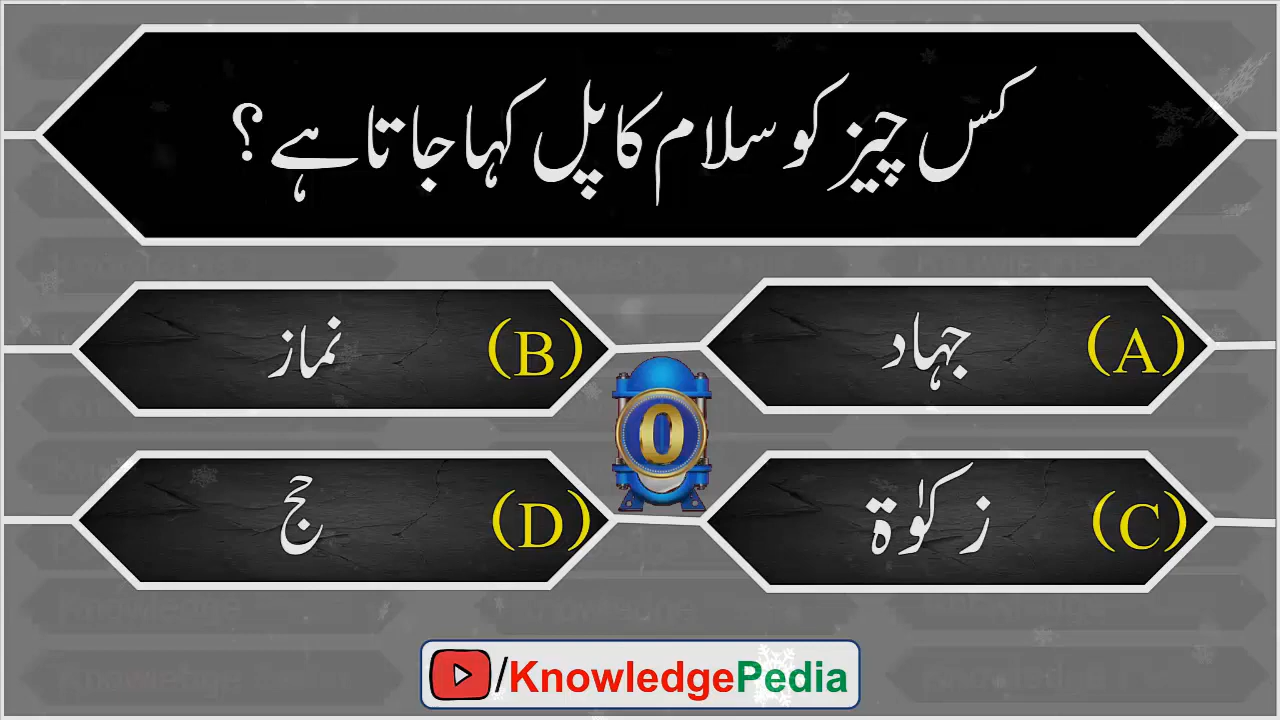 کس چیز کو سلام کا پل کہا جاتا ہے؟
(A) جہاد
(B) نماز
(C) زکوٰۃ
(D) حج
0
/KnowledgePedia